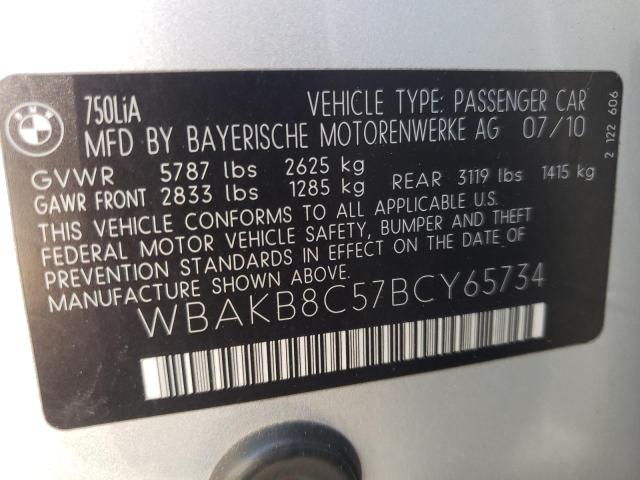 BMW
750LiA VEHICLE TYPE: PASSENGER CAR
MFD BY BAYERISCHE MOTORENWERKE AG 07/10
GVWR 5787 lbs 2625 kg
GAWR FRONT 2833 lbs 1285 kg REAR 3119 lbs 1415 kg
THIS VEHICLE CONFORMS TO ALL APPLICABLE U.S.
FEDERAL MOTOR VEHICLE SAFETY, BUMPER AND THEFT
PREVENTION STANDARDS IN EFFECT ON THE DATE OF
MANUFACTURE SHOWN ABOVE.
WBAKB8C57BCY65734
2 122 606